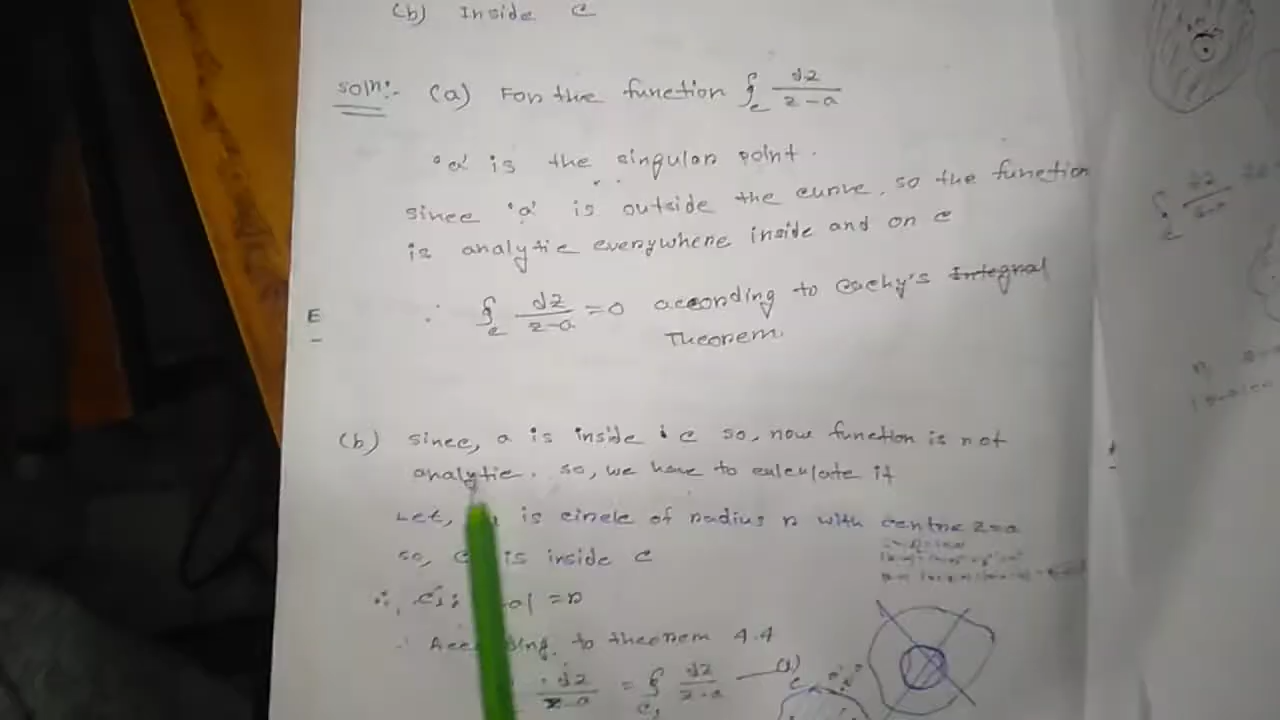 (b) Inside C
Soln:- (a) For the function ∮c dz/(z-a)
'a' is the singular point.
since 'a' is outside the curve, so the function
is analytic everywhere inside and on c
E
∴ ∮c dz/(z-a) = 0 according to Cachy's Integral
Theorem.
(b) since, a is inside c so, now function is not
analytic. so, we have to calculate it
Let, is circle of radius r with centre z=a
so, is inside C
= r
to theorem 4.4
dz/(z-a) = ∮c₁ dz/(z-a)